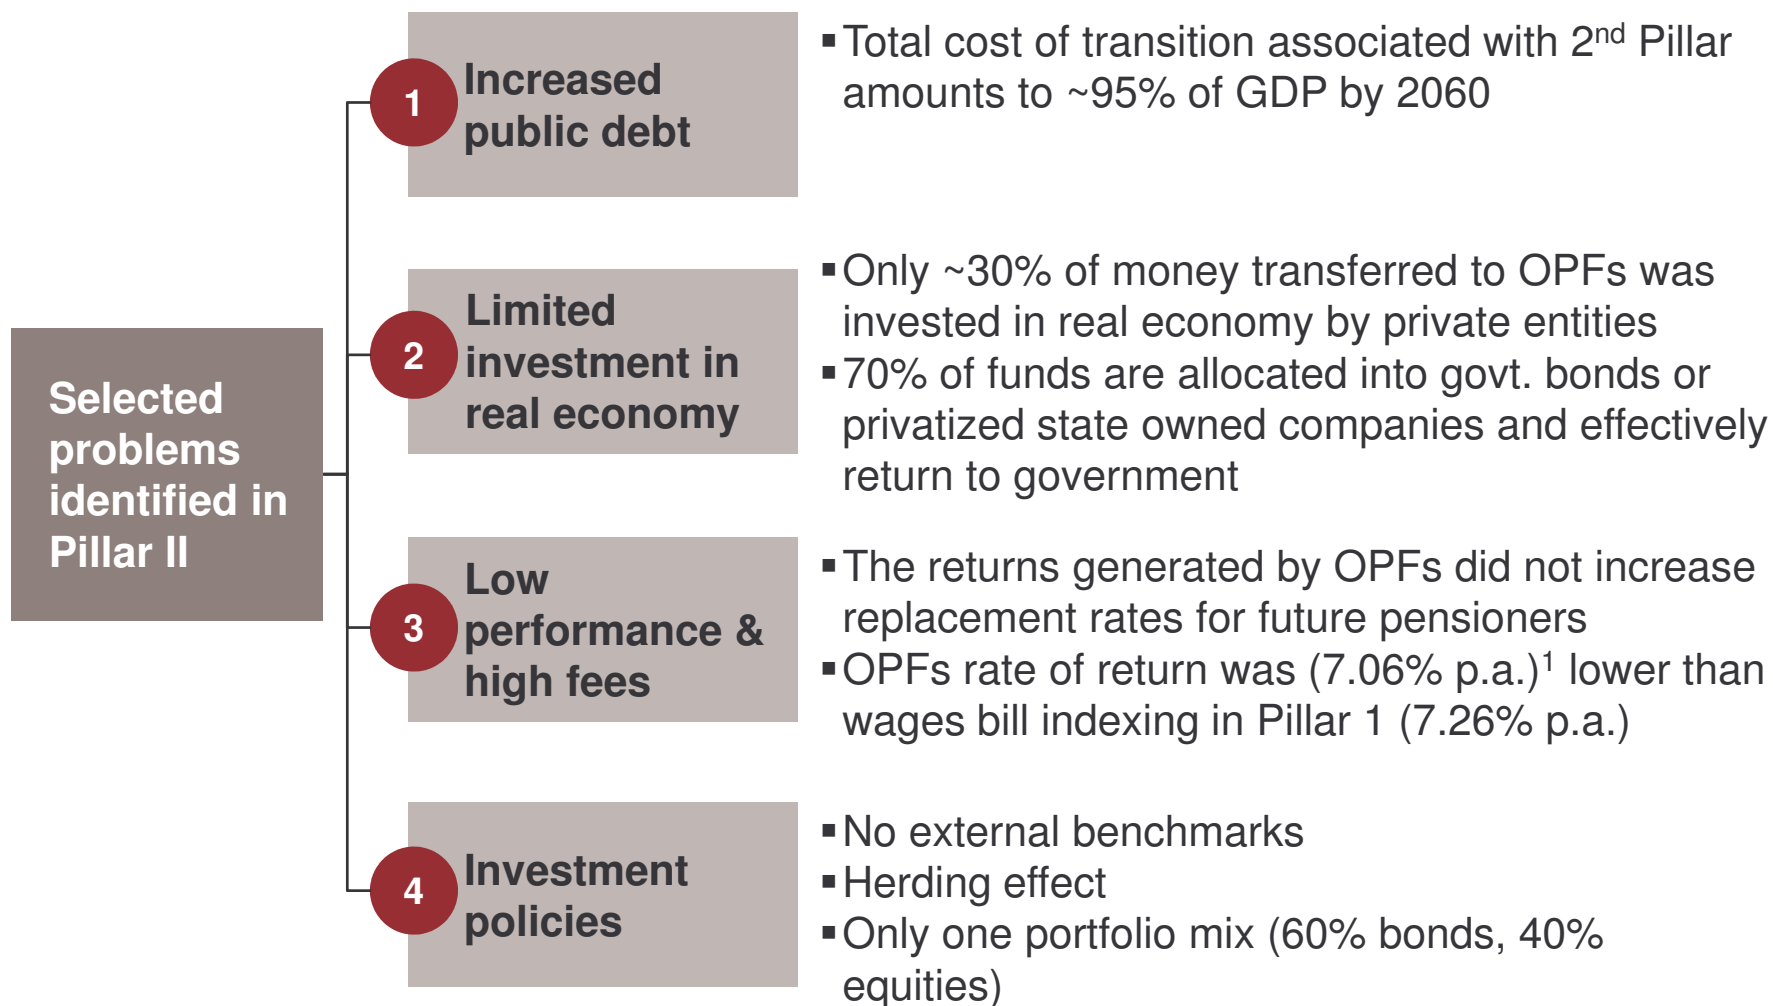 Selected
problems
identified in
Pillar II
1
Increased
public debt
▪Total cost of transition associated with 2nd Pillar
amounts to ~95% of GDP by 2060
2
Limited
investment in
real economy
▪Only ~30% of money transferred to OPFs was
invested in real economy by private entities
▪70% of funds are allocated into govt. bonds or
privatized state owned companies and effectively
return to government
3
Low
performance &
high fees
▪The returns generated by OPFs did not increase
replacement rates for future pensioners
▪OPFs rate of return was (7.06% p.a.)1 lower than
wages bill indexing in Pillar 1 (7.26% p.a.)
4
Investment
policies
▪No external benchmarks
▪Herding effect
▪Only one portfolio mix (60% bonds, 40%
equities)